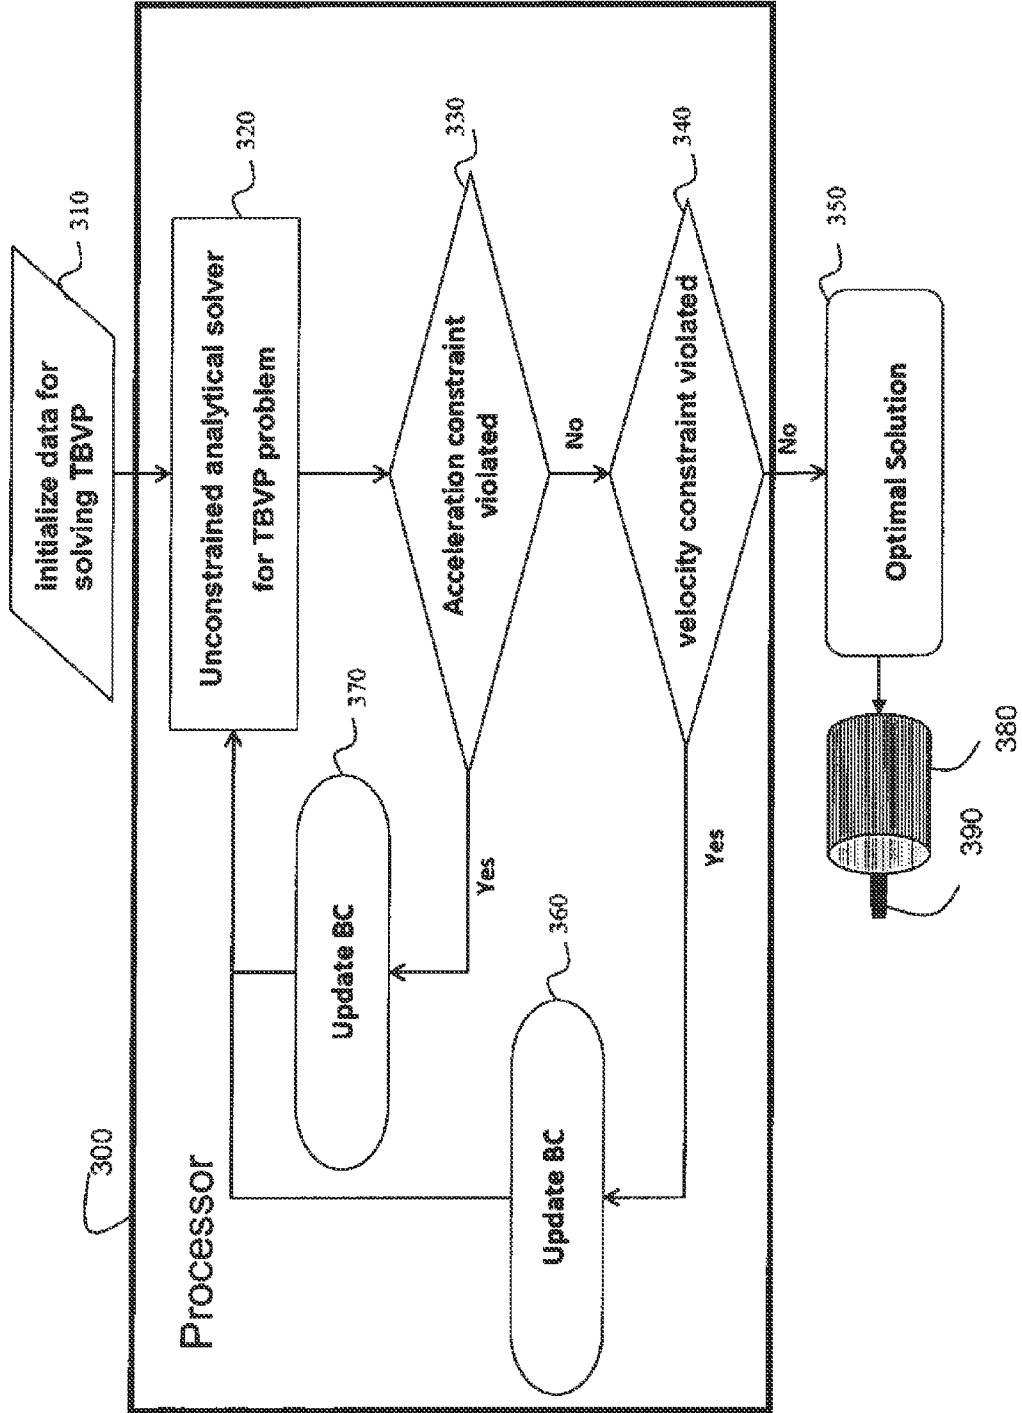 initialize data for
solving TBVP
310
300
Processor
Unconstrained analytical solver
for TBVP problem
320
Update BC
370
Acceleration constraint
violated
330
Yes
No
Update BC
360
velocity constraint violated
340
Yes
No
Optimal Solution
350
380
390